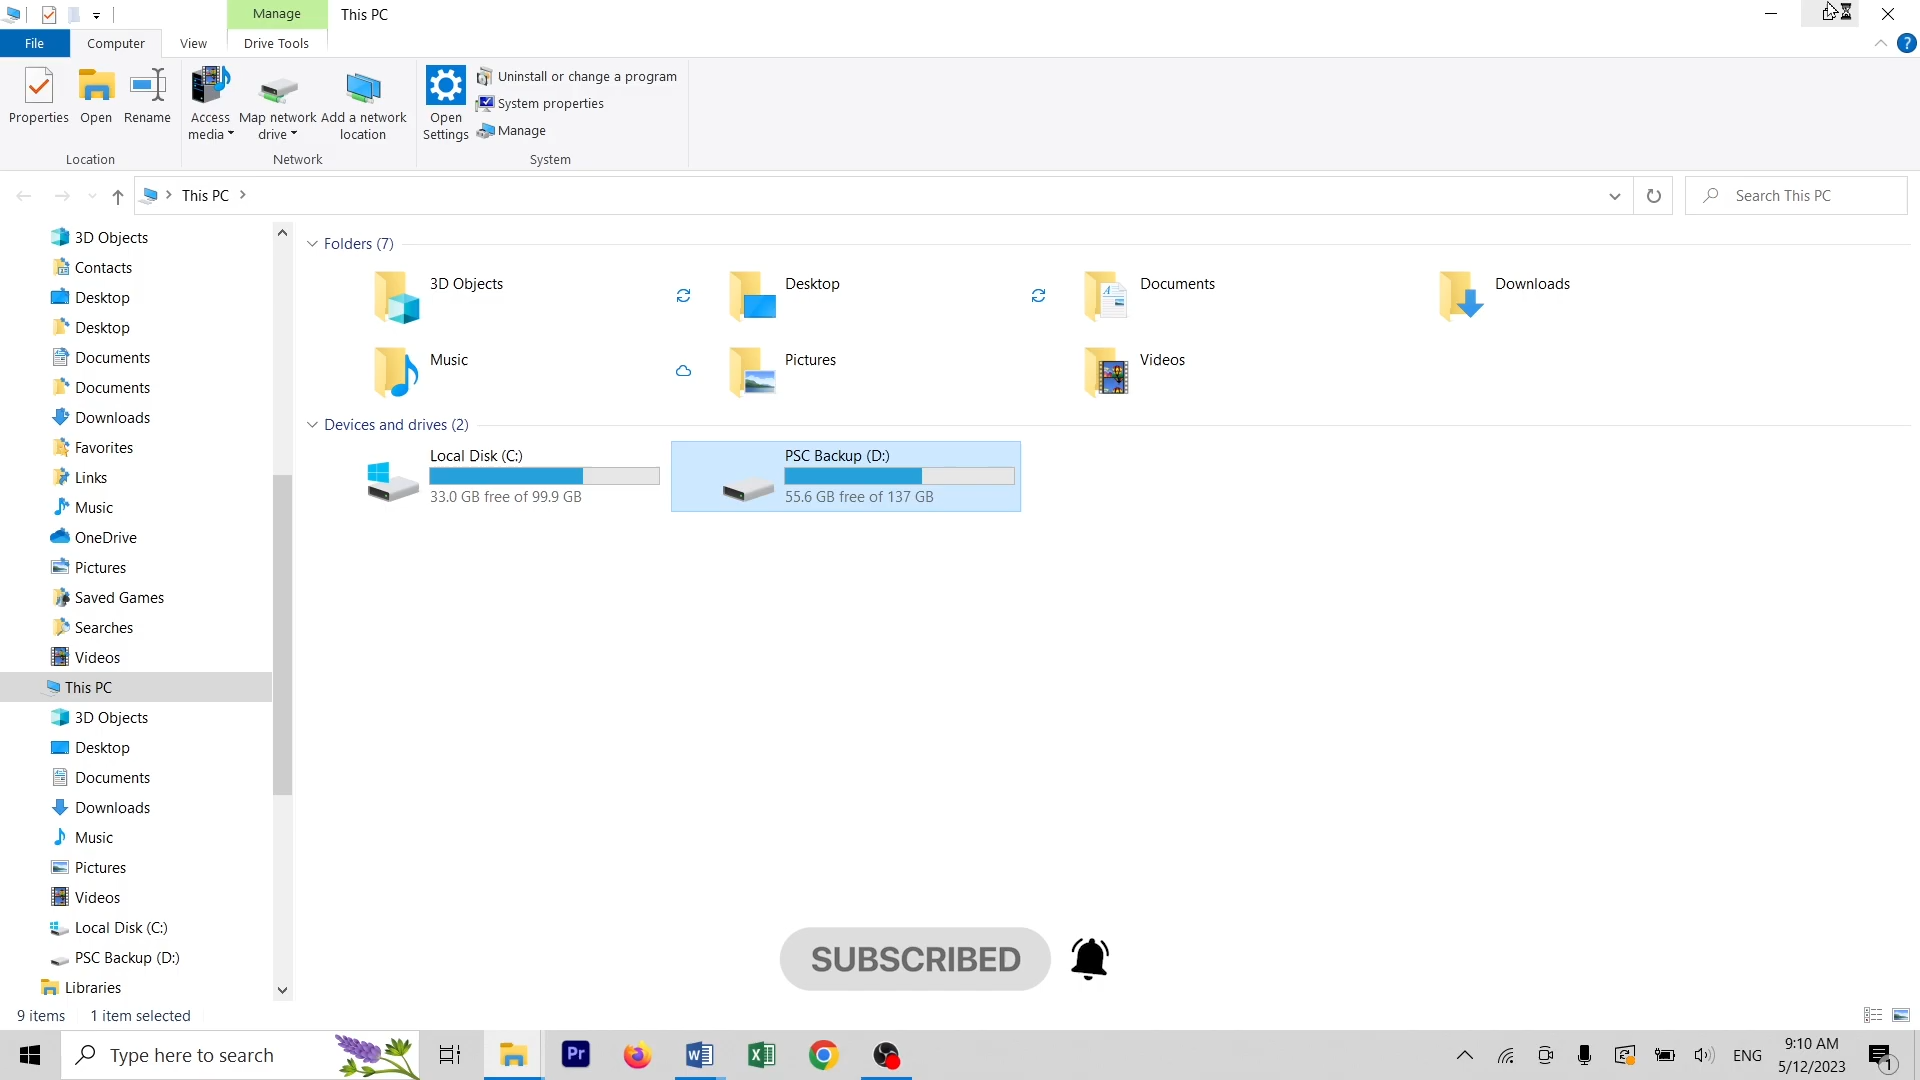 Manage
This PC
File
Computer
View
Drive Tools
Properties
Open
Rename
Access media
Map network drive
Add a network location
Open Settings
Uninstall or change a program
System properties
Manage
Location
Network
System
This PC
Search This PC
3D Objects
Contacts
Desktop
Desktop
Documents
Documents
Downloads
Favorites
Links
Music
OneDrive
Pictures
Saved Games
Searches
Videos
This PC
3D Objects
Desktop
Documents
Downloads
Music
Pictures
Videos
Local Disk (C:)
PSC Backup (D:)
Libraries
Folders (7)
3D Objects
Desktop
Documents
Downloads
Music
Pictures
Videos
Devices and drives (2)
Local Disk (C:)
33.0 GB free of 99.9 GB
PSC Backup (D:)
55.6 GB free of 137 GB
SUBSCRIBED
9 items
1 item selected
Type here to search
Pr
ENG
9:10 AM
5/12/2023
1